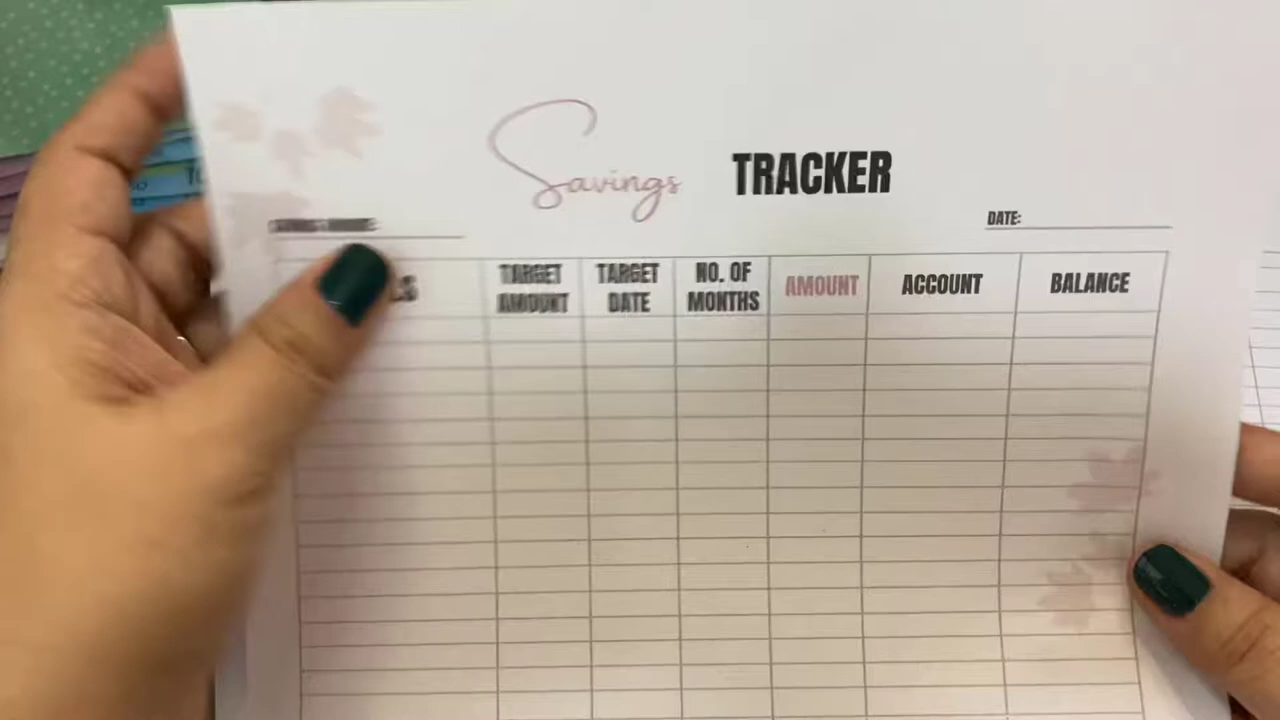 Savings TRACKER
DATE:
TARGET AMOUNT
TARGET DATE
NO. OF MONTHS
AMOUNT
ACCOUNT
BALANCE